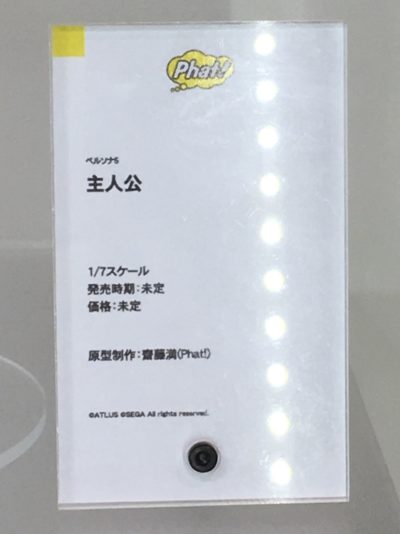 Phat!
ペルソナ5
主人公
1/7スケール
発売時期:未定
価格:未定
原型制作:齋藤満(Phat!)
©ATLUS ©SEGA All rights reserved.